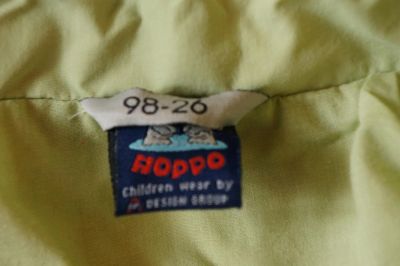 98-26
HOPPO
Children wear by
DESIGN GROUP